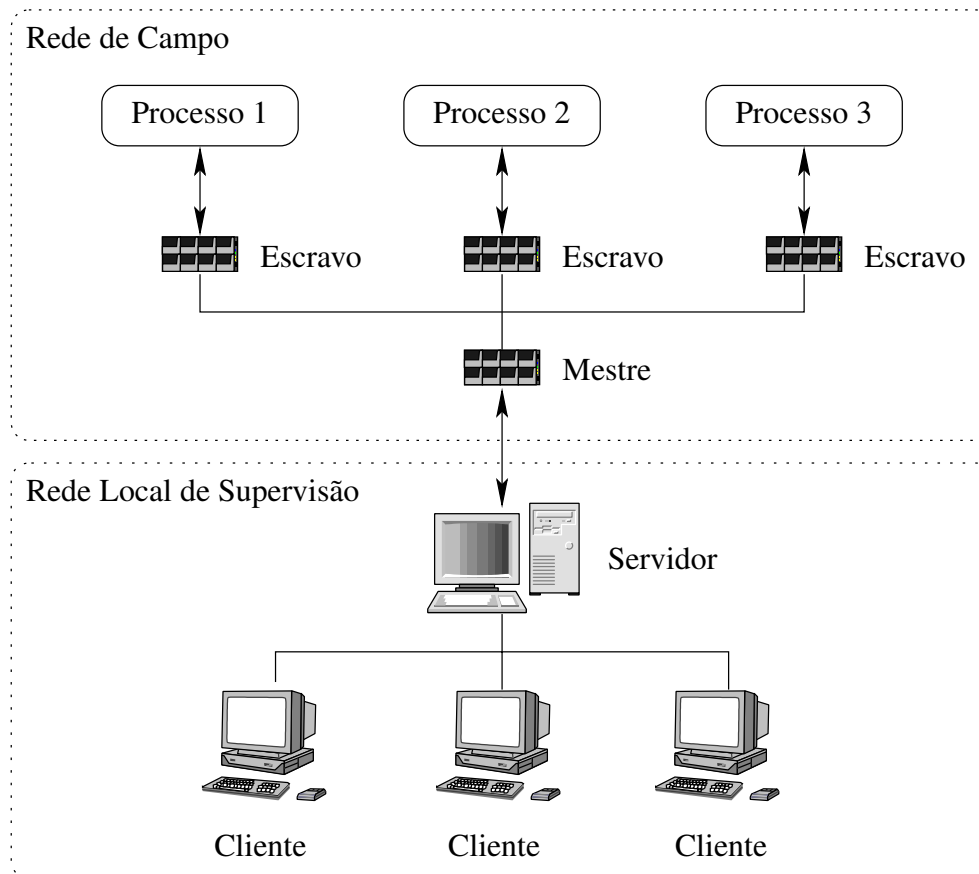 Rede de Campo
Processo 1
Processo 2
Processo 3
Escravo
Escravo
Escravo
Mestre
Rede Local de Supervisão
Servidor
Cliente
Cliente
Cliente